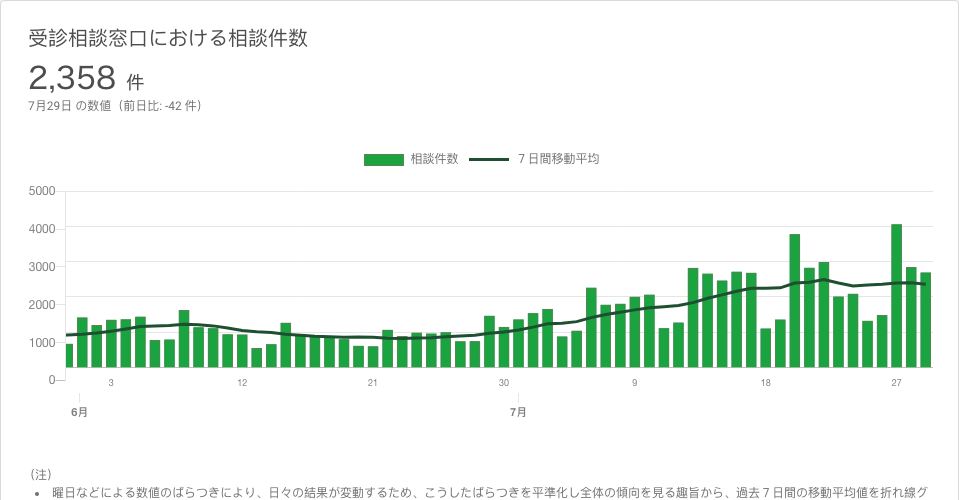 受診相談窓口における相談件数
2,358 件
7月29日 の数値（前日比: -42 件）
相談件数 ７日間移動平均
5000
4000
3000
2000
1000
0
3 12 21 30 9 18 27
6月 7月
（注）
• 曜日などによる数値のばらつきにより、日々の結果が変動するため、こうしたばらつきを平準化し全体の傾向を見る趣旨から、過去７日間の移動平均値を折れ線グ